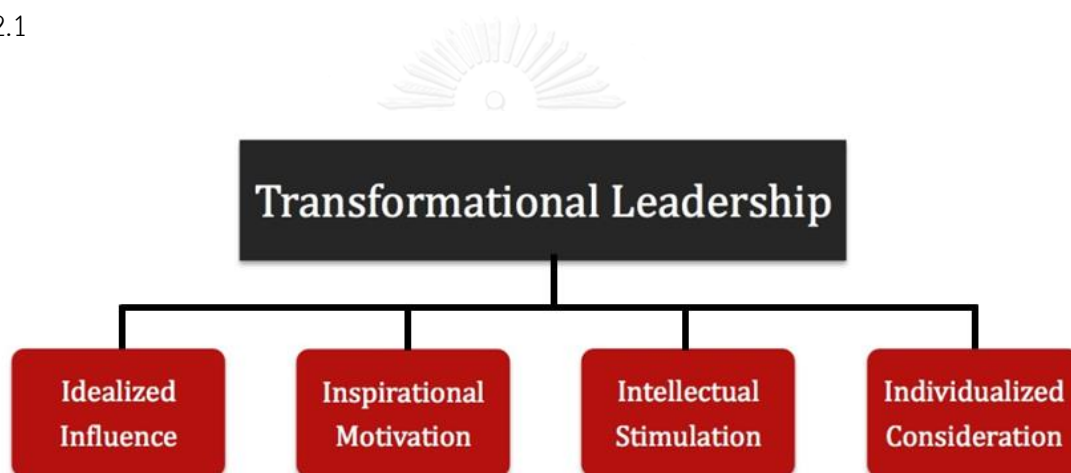 2.1
Transformational Leadership
Idealized
Influence
Inspirational
Motivation
Intellectual
Stimulation
Individualized
Consideration